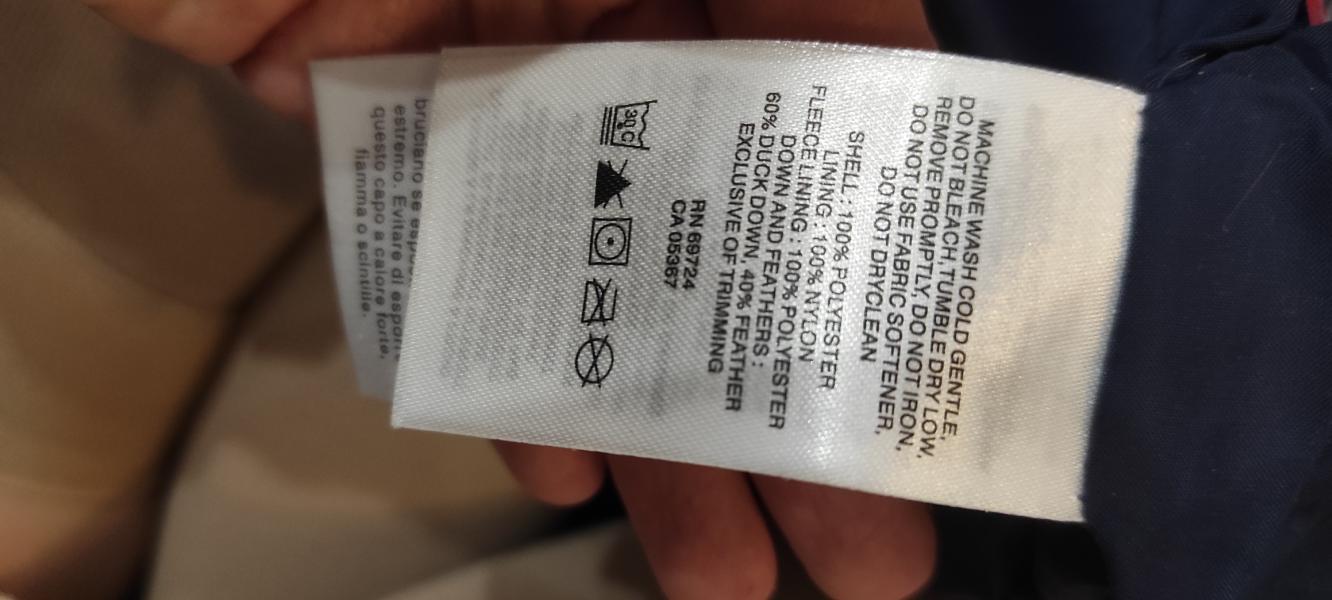 MACHINE WASH COLD GENTLE,
DO NOT BLEACH, TUMBLE DRY LOW,
REMOVE PROMPTLY, DO NOT IRON,
DO NOT USE FABRIC SOFTENER,
DO NOT DRYCLEAN
SHELL : 100% POLYESTER
LINING : 100% NYLON
FLEECE LINING : 100% POLYESTER
DOWN AND FEATHERS :
60% DUCK DOWN, 40% FEATHER
EXCLUSIVE OF TRIMMING
RN 69724
CA 05367
30°C
bruciano se
estremo. Evitare di
questo capo a calore forte,
fiamma o scintille.